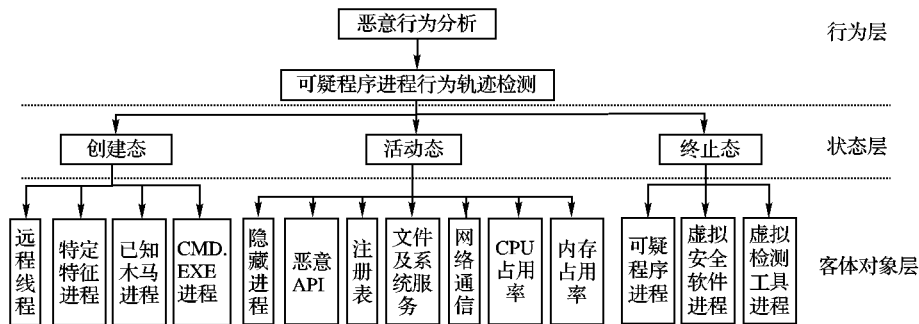 恶意行为分析
行为层
可疑程序进程行为轨迹检测
创建态
活动态
终止态
状态层
远
程
线
程
特定
特征
进程
已知
木马
进程
CMD.
EXE
进程
隐
藏
进
程
恶意
API
注
册
表
文件
及系
统服
务
网
络
通
信
CPU
占用
率
内存
占用
率
可疑
程序
进程
虚拟
安全
软件
进程
虚拟
检测
工具
进程
客体对象层